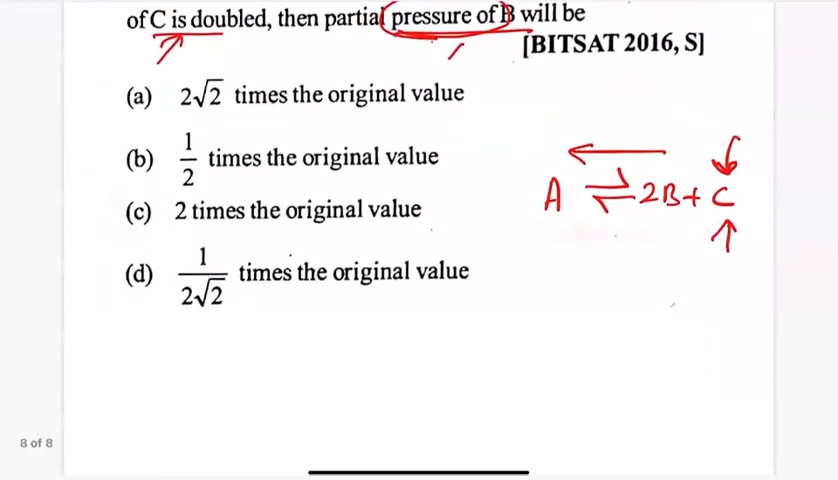 of C is doubled, then partial pressure of B will be
[BITSAT 2016, S]
(a) 2√2 times the original value
(b) 1/2 times the original value
A ⇌ 2B + C
(c) 2 times the original value
(d) 1/2√2 times the original value
8 of 8